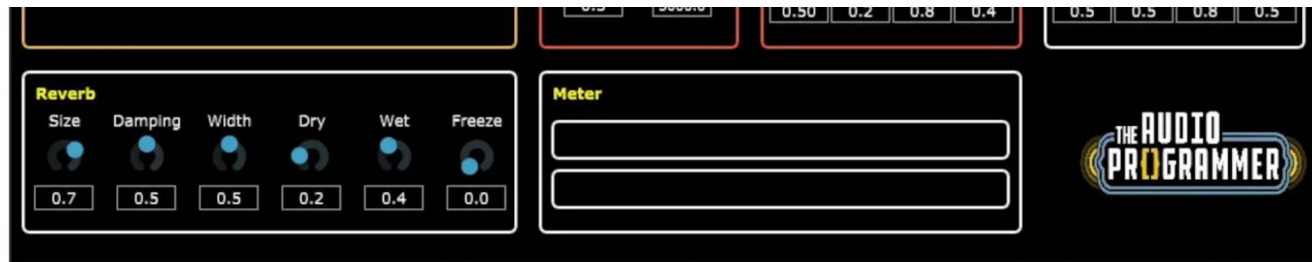 0.50 0.2 0.8 0.4
0.5 0.5 0.8 0.5
Reverb
Size Damping Width Dry Wet Freeze
0.7 0.5 0.5 0.2 0.4 0.0
Meter
THE AUDIO
PR()GRAMMER